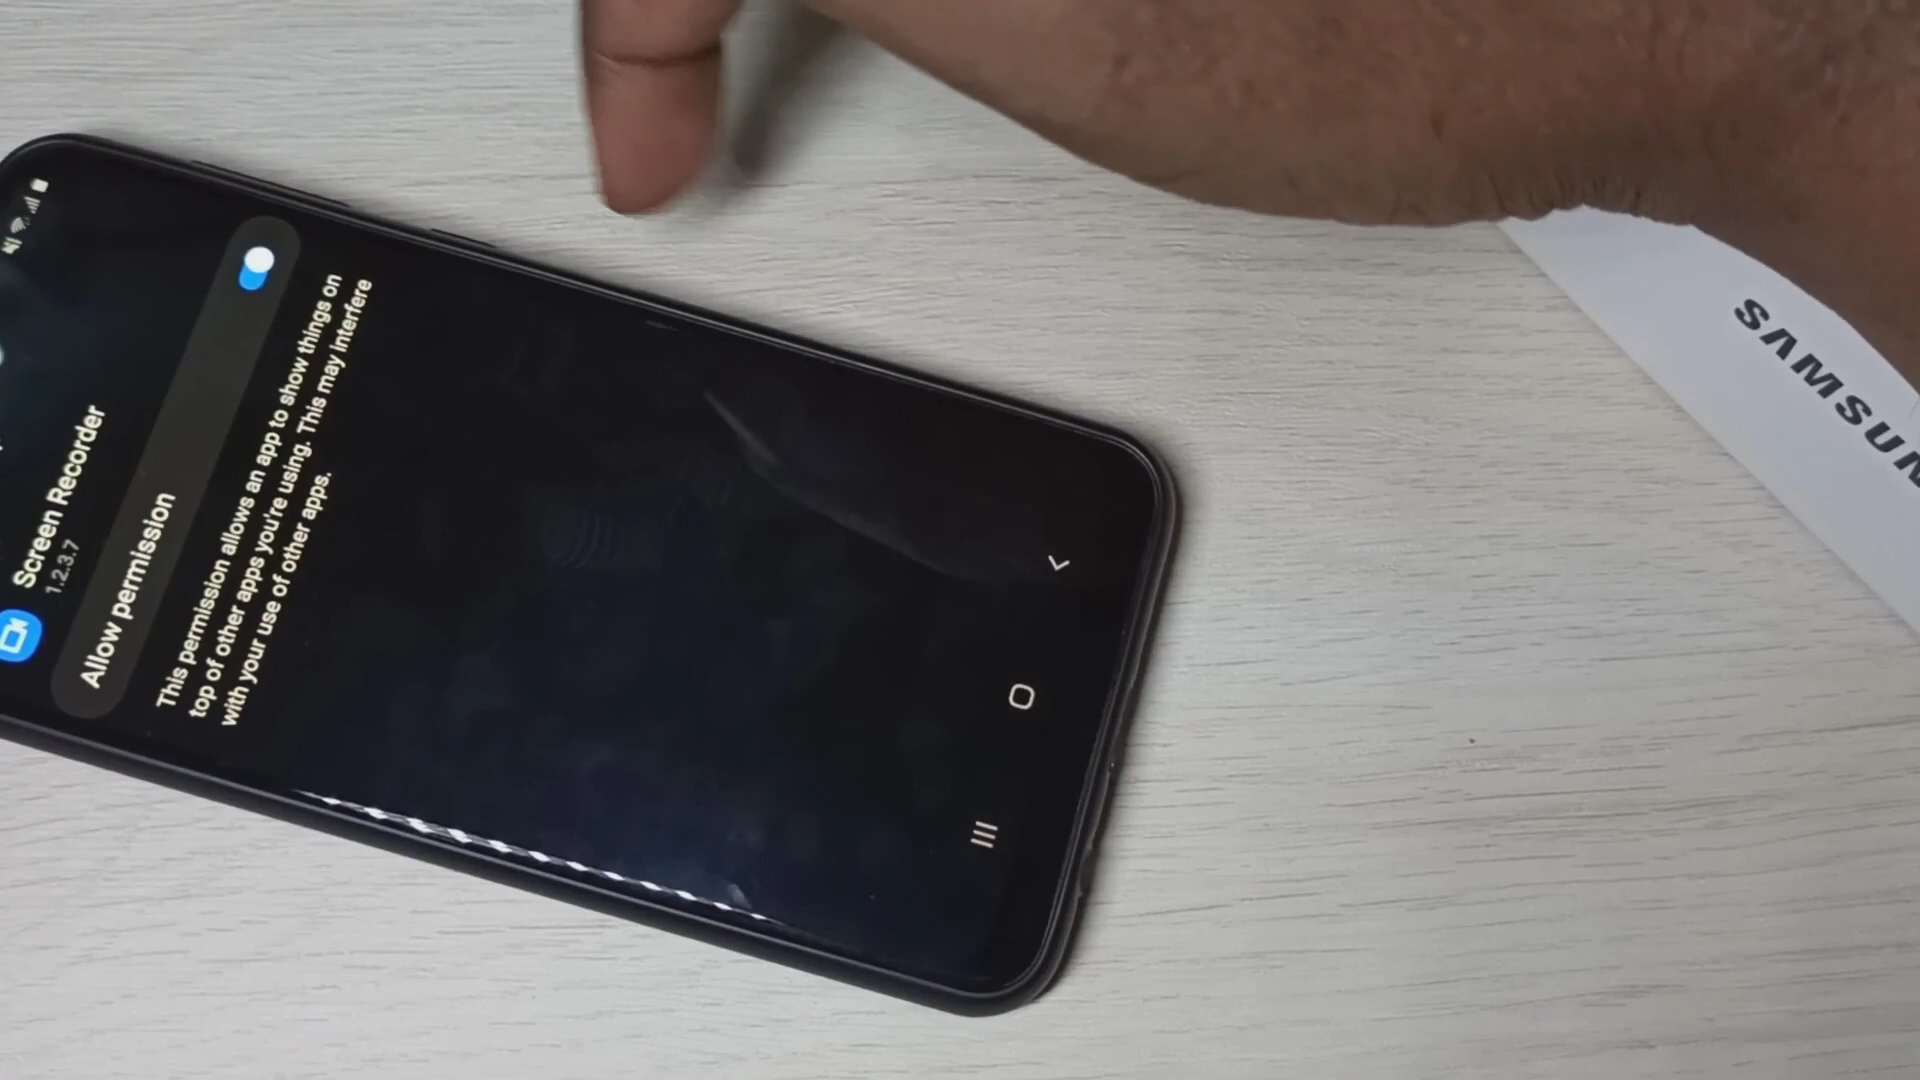 Screen Recorder
1.2.3.7
Allow permission
This permission allows an app to show things on
top of other apps you're using. This may interfere
with your use of other apps.
SAMSUN